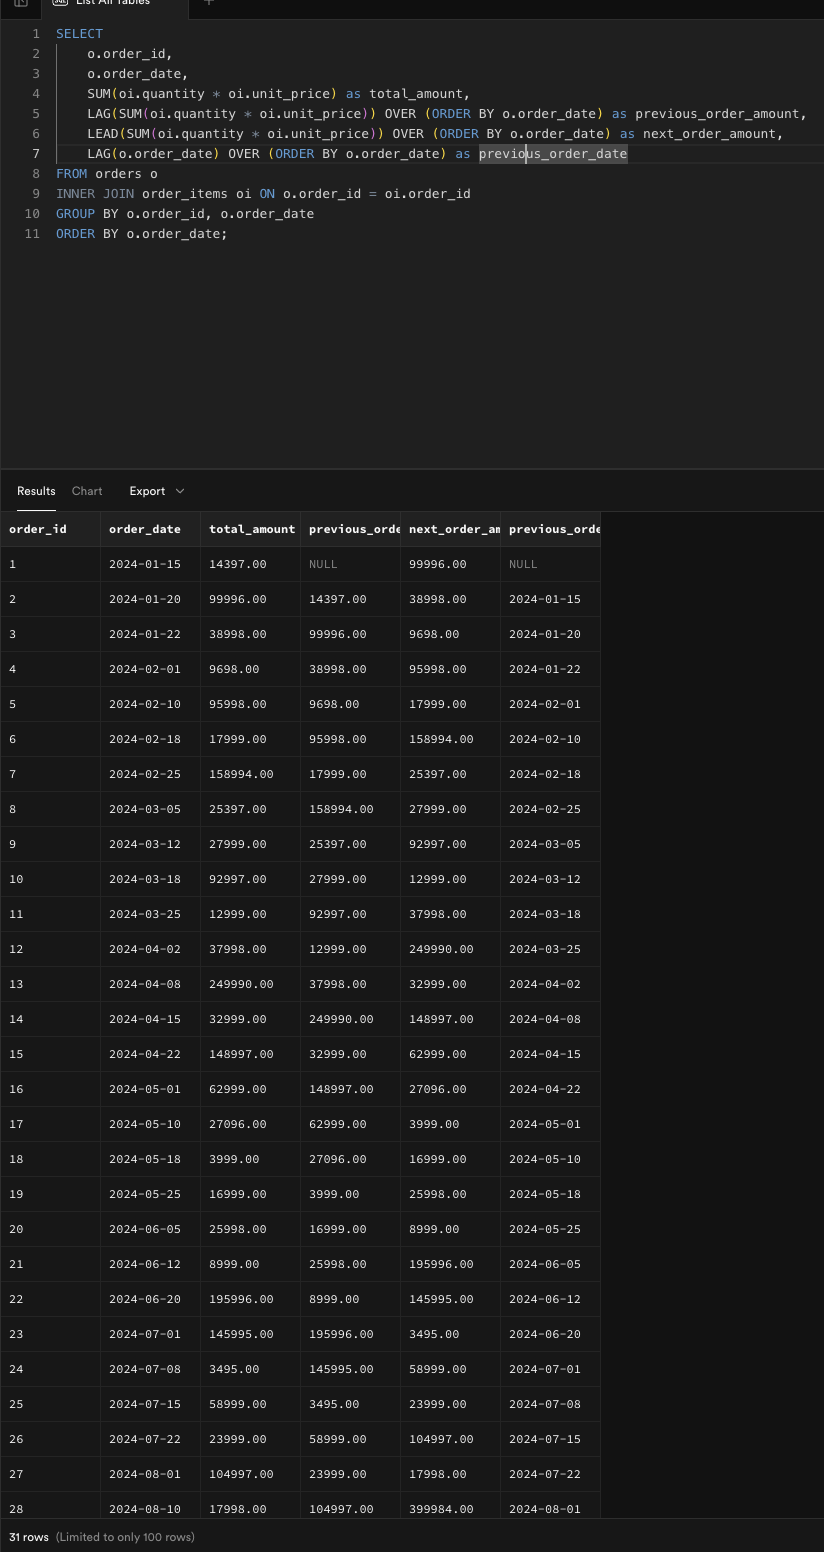 List All Tables
1 SELECT
2 o.order_id,
3 o.order_date,
4 SUM(oi.quantity * oi.unit_price) as total_amount,
5 LAG(SUM(oi.quantity * oi.unit_price)) OVER (ORDER BY o.order_date) as previous_order_amount,
6 LEAD(SUM(oi.quantity * oi.unit_price)) OVER (ORDER BY o.order_date) as next_order_amount,
7 LAG(o.order_date) OVER (ORDER BY o.order_date) as previous_order_date
8 FROM orders o
9 INNER JOIN order_items oi ON o.order_id = oi.order_id
10 GROUP BY o.order_id, o.order_date
11 ORDER BY o.order_date;
Results Chart Export
order_id order_date total_amount previous_orde next_order_am previous_orde
1 2024-01-15 14397.00 NULL 99996.00 NULL
2 2024-01-20 99996.00 14397.00 38998.00 2024-01-15
3 2024-01-22 38998.00 99996.00 9698.00 2024-01-20
4 2024-02-01 9698.00 38998.00 95998.00 2024-01-22
5 2024-02-10 95998.00 9698.00 17999.00 2024-02-01
6 2024-02-18 17999.00 95998.00 158994.00 2024-02-10
7 2024-02-25 158994.00 17999.00 25397.00 2024-02-18
8 2024-03-05 25397.00 158994.00 27999.00 2024-02-25
9 2024-03-12 27999.00 25397.00 92997.00 2024-03-05
10 2024-03-18 92997.00 27999.00 12999.00 2024-03-12
11 2024-03-25 12999.00 92997.00 37998.00 2024-03-18
12 2024-04-02 37998.00 12999.00 249990.00 2024-03-25
13 2024-04-08 249990.00 37998.00 32999.00 2024-04-02
14 2024-04-15 32999.00 249990.00 148997.00 2024-04-08
15 2024-04-22 148997.00 32999.00 62999.00 2024-04-15
16 2024-05-01 62999.00 148997.00 27096.00 2024-04-22
17 2024-05-10 27096.00 62999.00 3999.00 2024-05-01
18 2024-05-18 3999.00 27096.00 16999.00 2024-05-10
19 2024-05-25 16999.00 3999.00 25998.00 2024-05-18
20 2024-06-05 25998.00 16999.00 8999.00 2024-05-25
21 2024-06-12 8999.00 25998.00 195996.00 2024-06-05
22 2024-06-20 195996.00 8999.00 145995.00 2024-06-12
23 2024-07-01 145995.00 195996.00 3495.00 2024-06-20
24 2024-07-08 3495.00 145995.00 58999.00 2024-07-01
25 2024-07-15 58999.00 3495.00 23999.00 2024-07-08
26 2024-07-22 23999.00 58999.00 104997.00 2024-07-15
27 2024-08-01 104997.00 23999.00 17998.00 2024-07-22
28 2024-08-10 17998.00 104997.00 399984.00 2024-08-01
31 rows (Limited to only 100 rows)